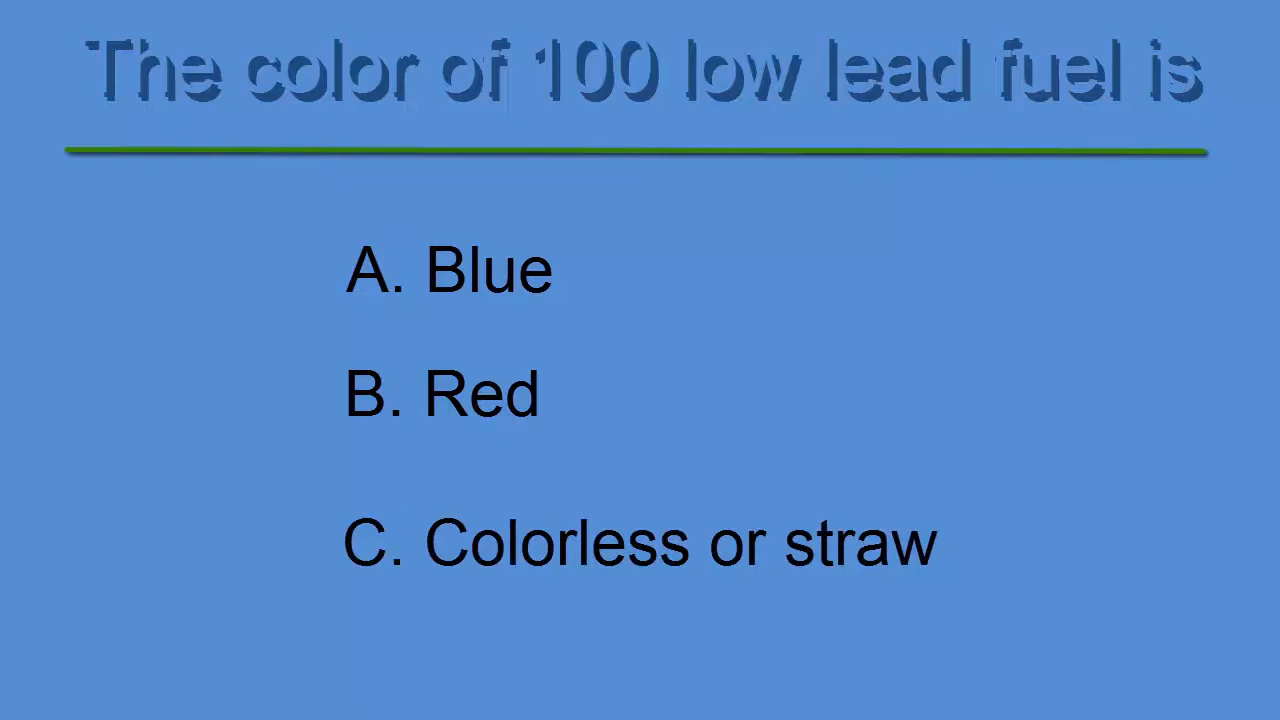 The color of 100 low lead fuel is
A. Blue
B. Red
C. Colorless or straw